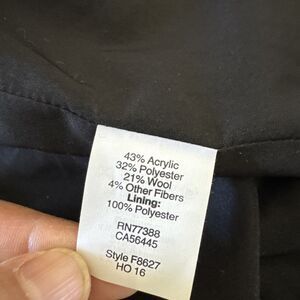 43% Acrylic
32% Polyester
21% Wool
4% Other Fibers
Lining:
100% Polyester
RN77388
CA56445
Style F8627
HO 16